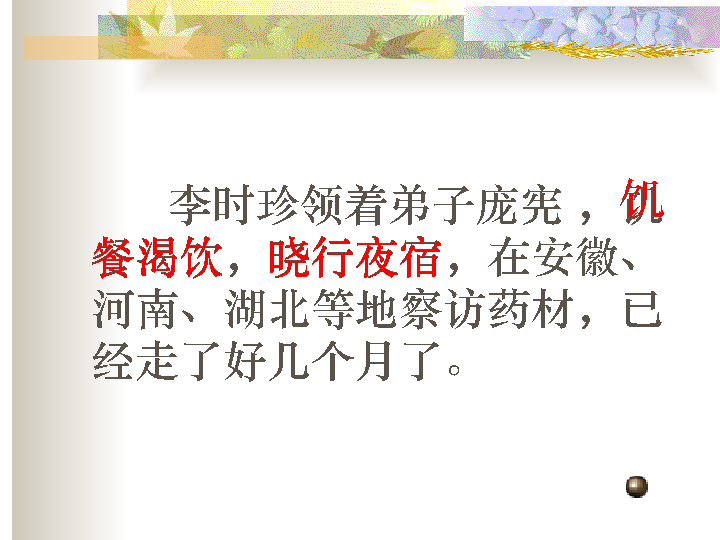 李时珍领着弟子庞宪，饥
餐渴饮，晓行夜宿，在安徽、
河南、湖北等地察访药材，已
经走了好几个月了。